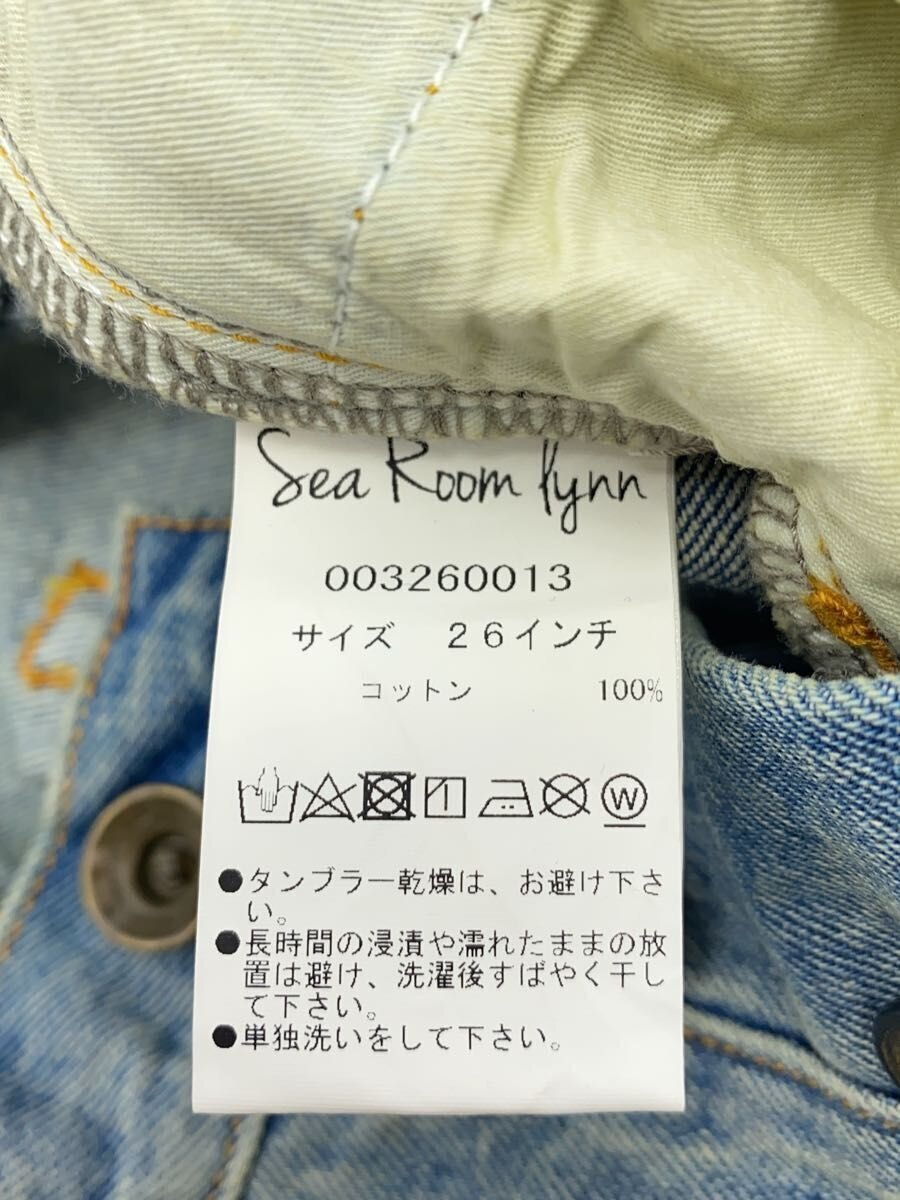 Sea Room lynn
003260013
サイズ 26インチ
コットン 100%
W
●タンブラー乾燥は、お避け下さ
い。
●長時間の浸漬や濡れたままの放
置は避け、洗濯後すばやく干し
て下さい。
●単独洗いをして下さい。